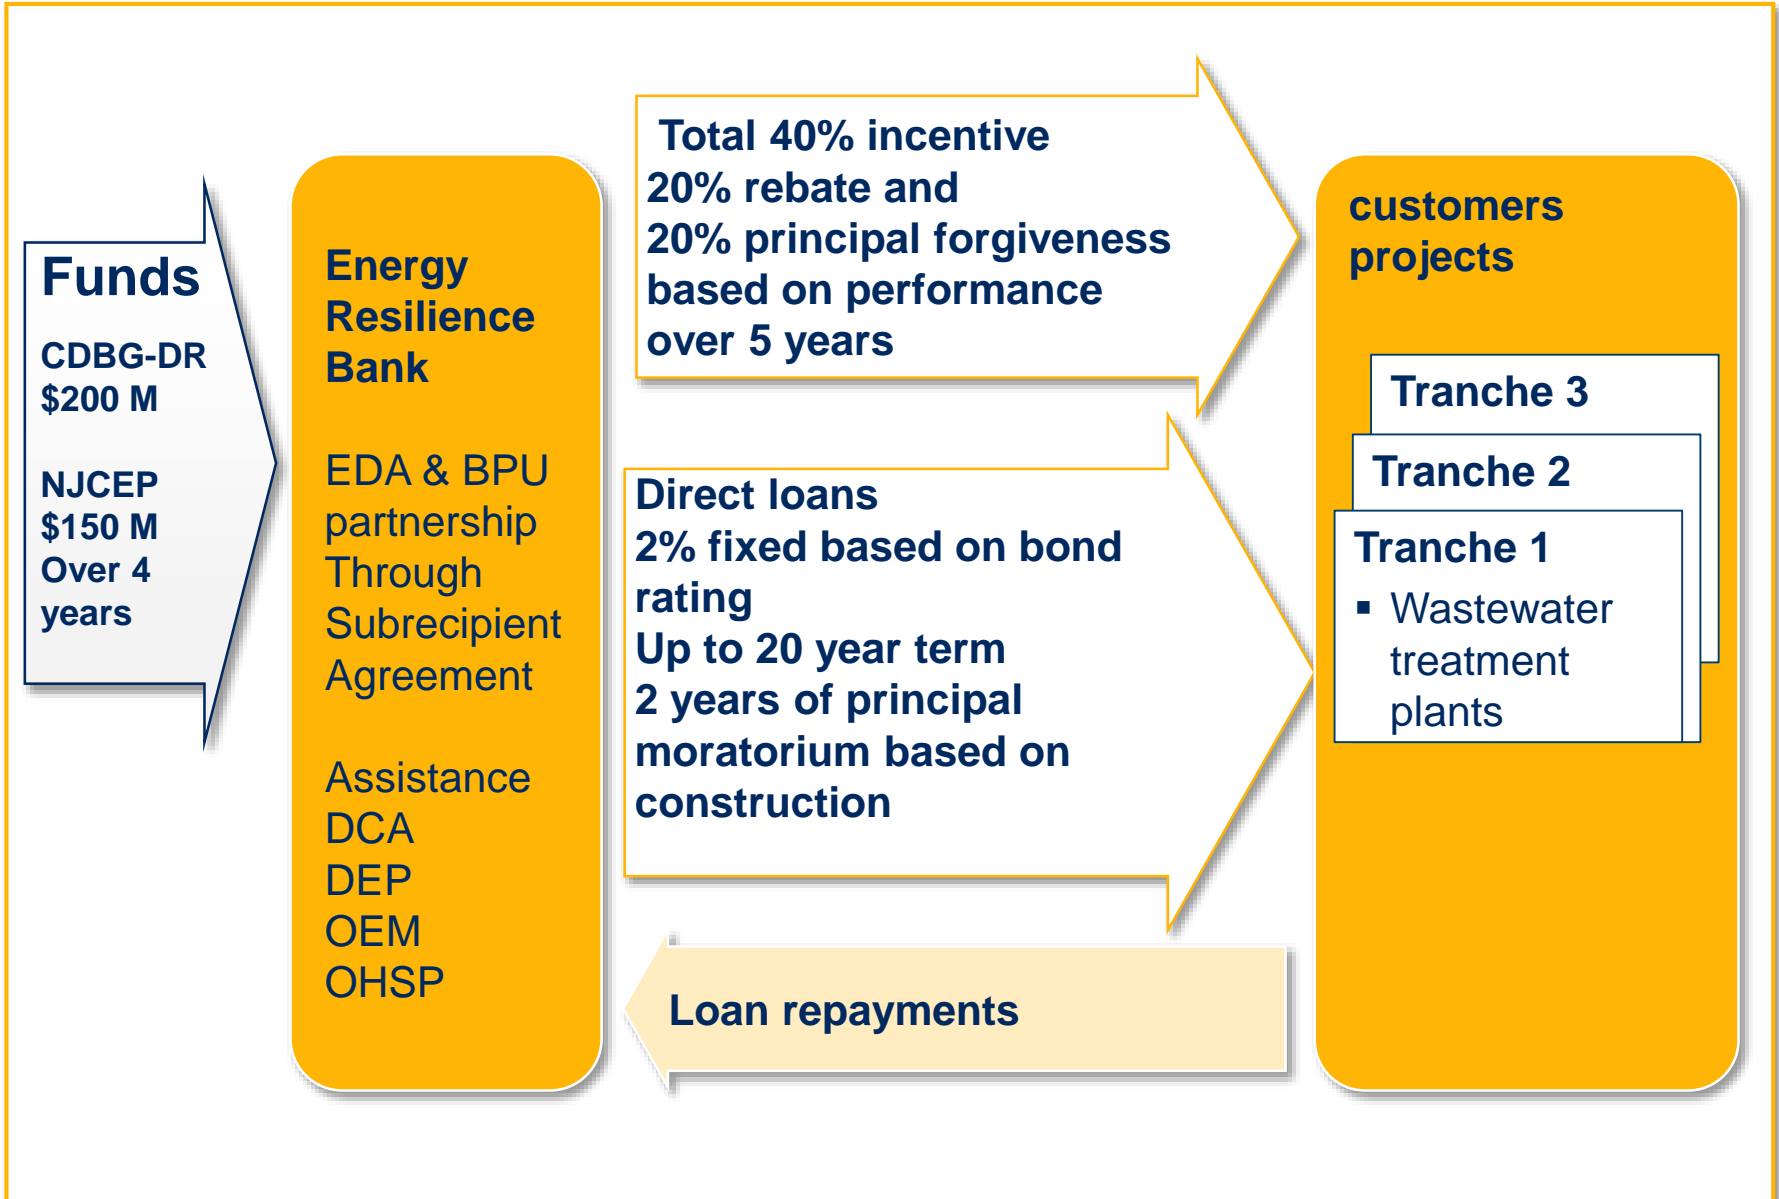 Funds
CDBG-DR
$200 M
NJCEP
$150 M
Over 4
years
Energy
Resilience
Bank
EDA & BPU
partnership
Through
Subrecipient
Agreement
Assistance
DCA
DEP
OEM
OHSP
Total 40% incentive
20% rebate and
20% principal forgiveness
based on performance
over 5 years
Direct loans
2% fixed based on bond
rating
Up to 20 year term
2 years of principal
moratorium based on
construction
Loan repayments
customers
projects
Tranche 3
Tranche 2
Tranche 1
▪ Wastewater
treatment
plants